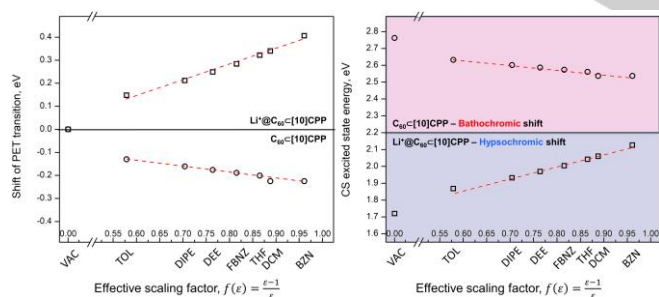 Shift of PET transition, eV
0.4
0.3
0.2
0.1
0.0
-0.1
-0.2
-0.3
-0.4
Li⁺@C₆₀⊂[10]CPP
C₆₀⊂[10]CPP
0.00 0.55 0.60 0.65 0.70 0.75 0.80 0.85 0.90 0.95 1.00
VAC TOL DIPE DEE FBNZ THF DCM BZN
Effective scaling factor, f(ε) = (ε−1)/ε
CS excited state energy, eV
2.8
2.7
2.6
2.5
2.4
2.3
2.2
2.1
2.0
1.9
1.8
1.7
1.6
C₆₀⊂[10]CPP – Bathochromic shift
Li⁺@C₆₀⊂[10]CPP – Hypsochromic shift
0.00 0.55 0.60 0.65 0.70 0.75 0.80 0.85 0.90 0.95 1.00
VAC TOL DIPE DEE FBNZ THF DCM BZN
Effective scaling factor, f(ε) = (ε−1)/ε